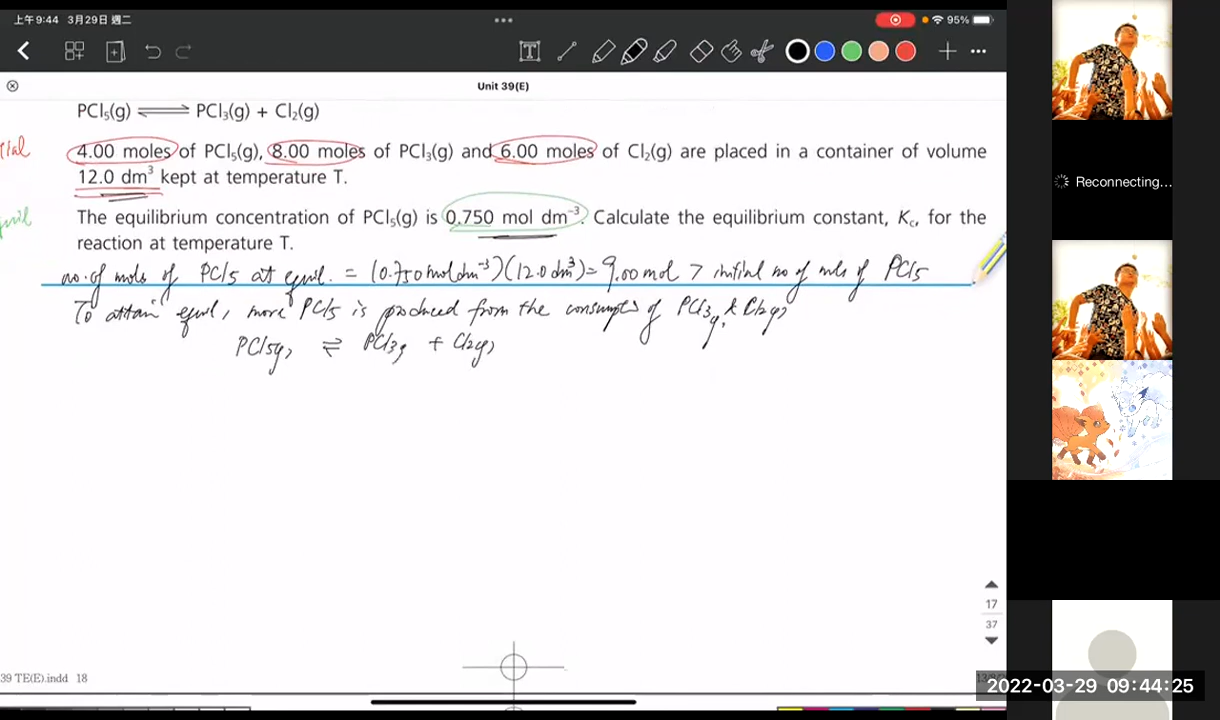 上午9:44 3月29日 週二
95%
Unit 39(E)
PCl₅(g) ⇌ PCl₃(g) + Cl₂(g)
4.00 moles of PCl₅(g), 8.00 moles of PCl₃(g) and 6.00 moles of Cl₂(g) are placed in a container of volume
12.0 dm³ kept at temperature T.
The equilibrium concentration of PCl₅(g) is 0.750 mol dm⁻³. Calculate the equilibrium constant, Kc, for the
reaction at temperature T.
no. of mols of PCl5 at equil. = (0.750 mol dm⁻³)(12.0 dm³) = 9.00 mol > initial no of mols of PCl5
To attain equil, more PCl5 is produced from the of PCl3(g) & Cl2(g)
PCl5(g) ⇌ PCl3(g) + Cl2(g)
Reconnecting...
17
37
39 TE(E).indd 18
2022-03-29 09:44:25